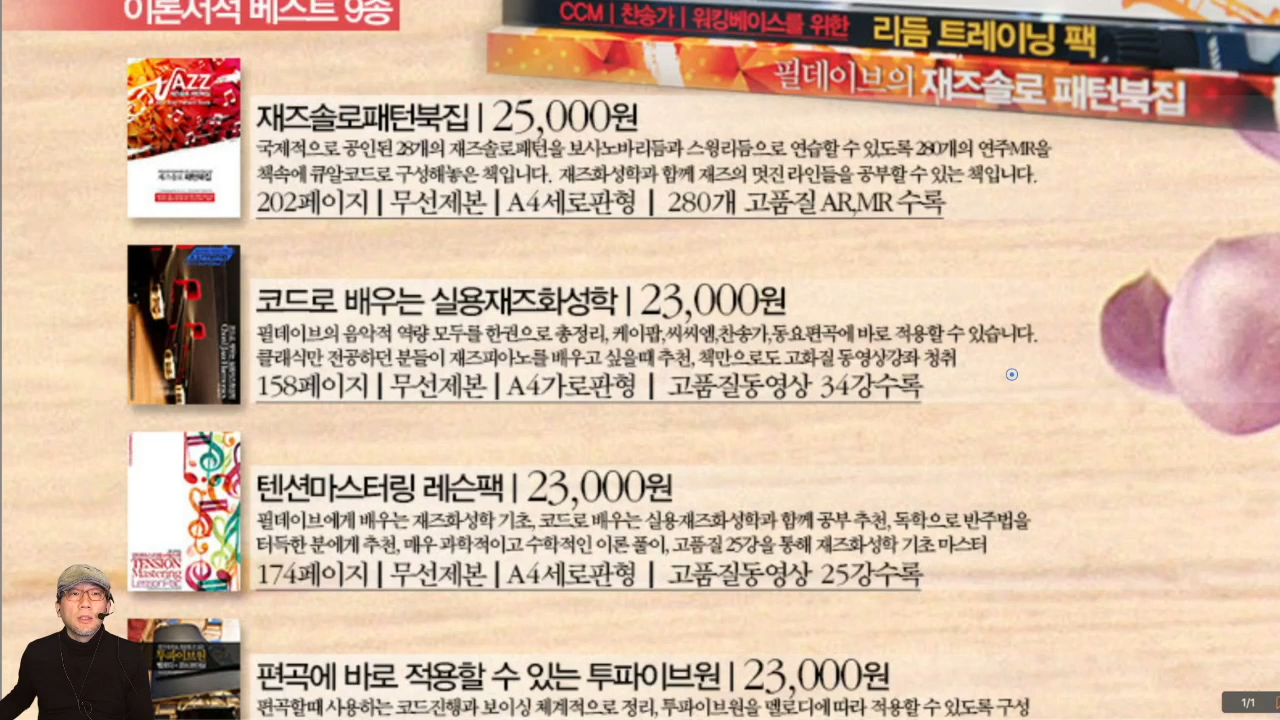 이론서적 베스트 9종
CCM | 찬송가 | 워킹베이스를 위한 리듬 트레이닝 팩
필데이브의 재즈솔로 패턴북집
JAZZ
재즈솔로패턴북집 | 25,000원
국제적으로 공인된 28개의 재즈솔로패턴을 보사노바리듬과 스윙리듬으로 연습할 수 있도록 280개의 연주MR을
책속에 큐알코드로 구성해놓은 책입니다. 재즈화성학과 함께 재즈의 멋진 라인들을 공부할 수 있는 책입니다.
202페이지 | 무선제본 | A4세로판형 | 280개 고품질 AR,MR 수록
코드로 배우는 실용재즈화성학 | 23,000원
필데이브의 음악적 역량 모두를 한권으로 총정리, 케이팝,씨씨엠,찬송가,동요편곡에 바로 적용할 수 있습니다.
클래식만 전공하던 분들이 재즈피아노를 배우고 싶을때 추천, 책만으로도 고화질 동영상강좌 청취
158페이지 | 무선제본 | A4가로판형 | 고품질동영상 34강수록
텐션마스터링 레슨팩 | 23,000원
필데이브에게 배우는 재즈화성학 기초, 코드로 배우는 실용재즈화성학과 함께 공부 추천, 독학으로 반주법을
터득한 분에게 추천, 매우 과학적이고 수학적인 이론 풀이, 고품질 25강을 통해 재즈화성학 기초 마스터
174페이지 | 무선제본 | A4세로판형 | 고품질동영상 25강수록
TENSION
Mastering
투파이브원
편곡에 바로 적용할 수 있는 투파이브원 | 23,000원
편곡할때 사용하는 코드진행과 보이싱 체계적으로 정리, 투파이브원을 멜로디에 따라 적용할 수 있도록 구성
1/1